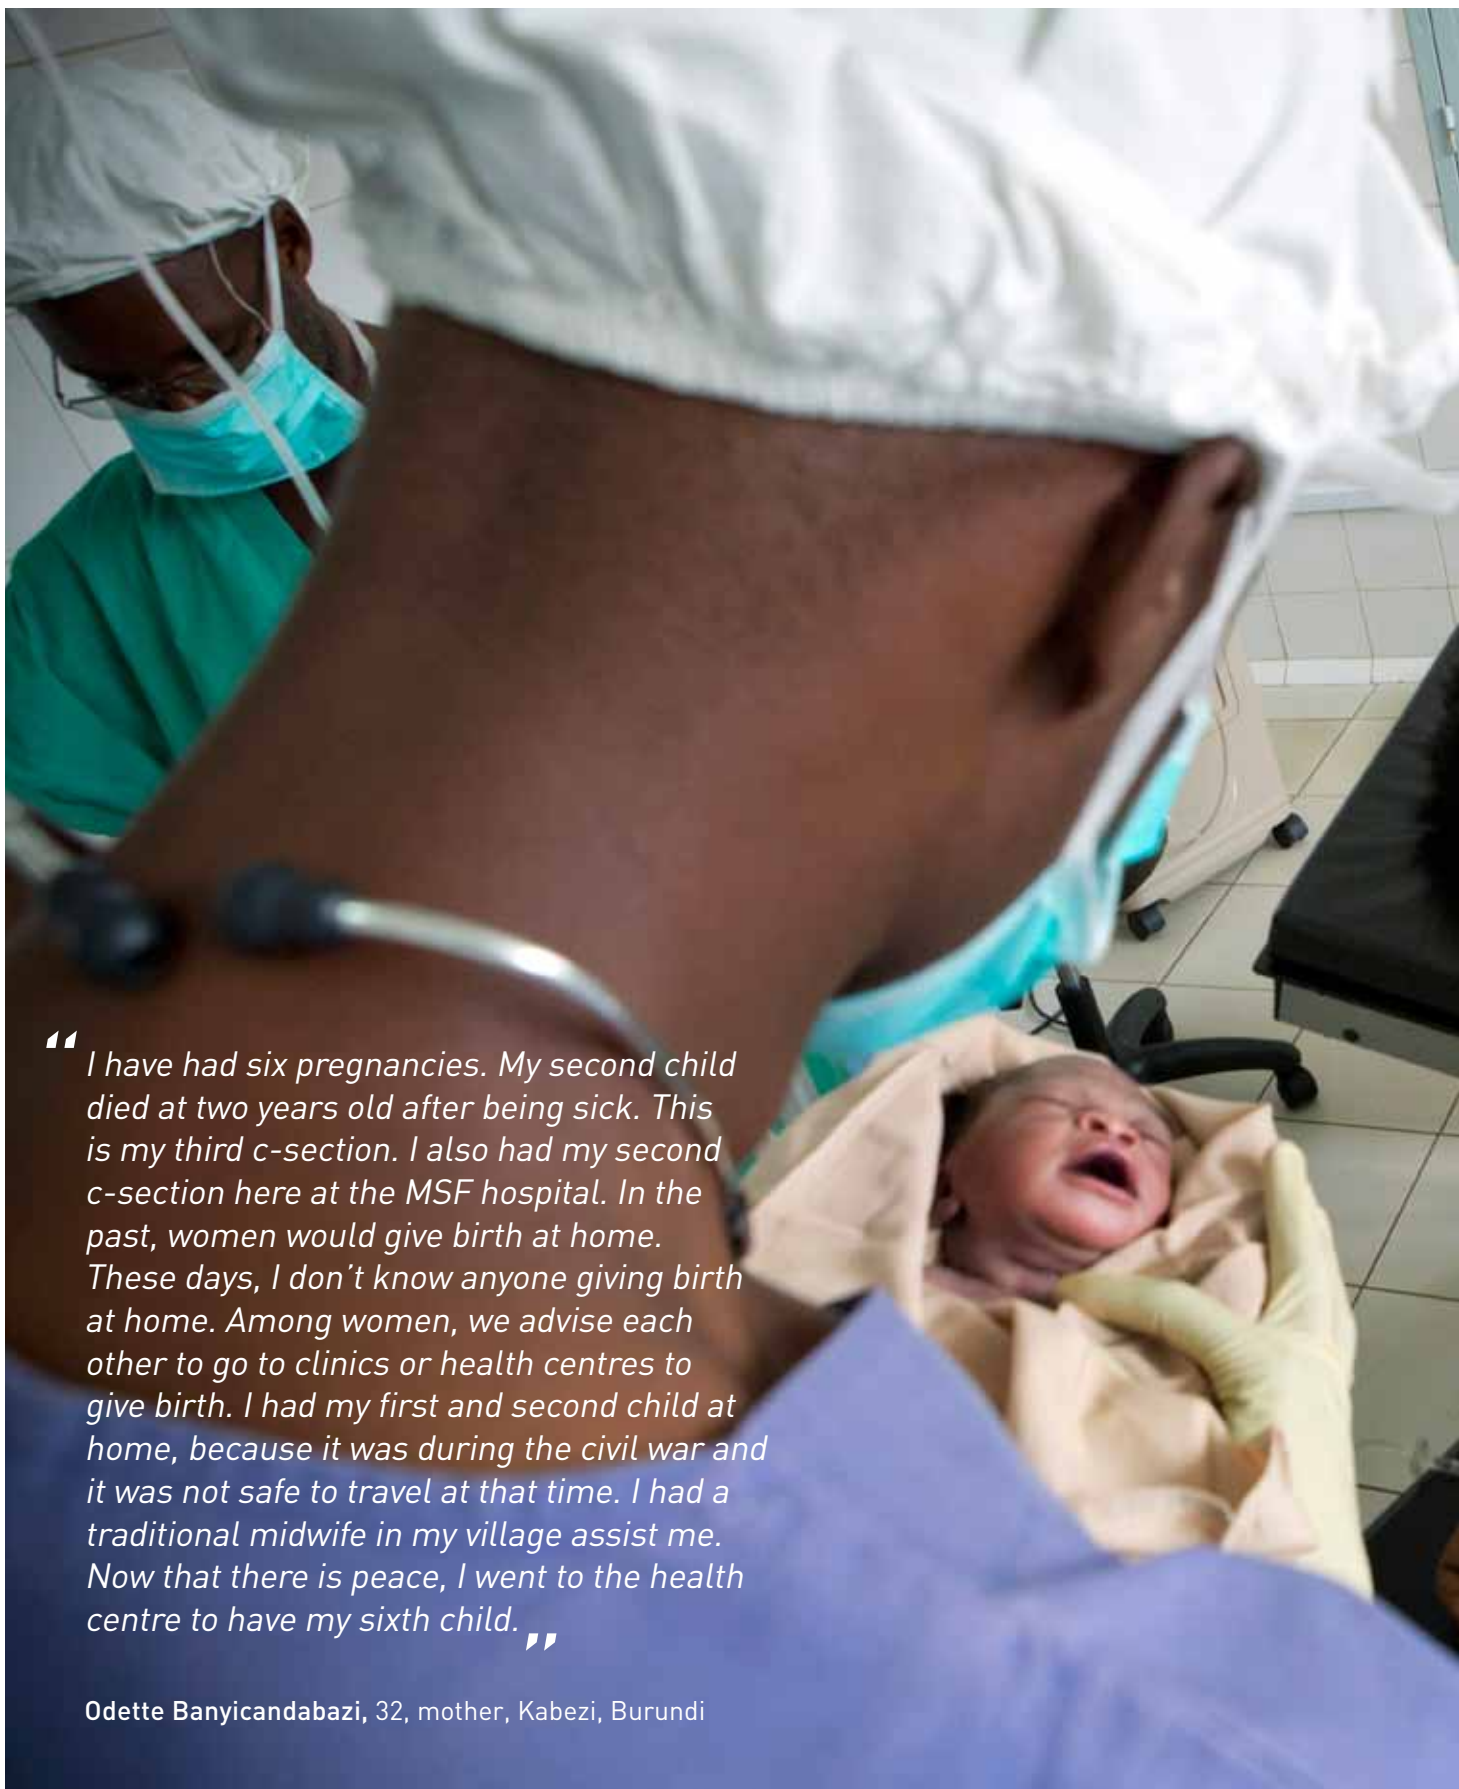 “ I have had six pregnancies. My second child
died at two years old after being sick. This
is my third c-section. I also had my second
c-section here at the MSF hospital. In the
past, women would give birth at home.
These days, I don’t know anyone giving birth
at home. Among women, we advise each
other to go to clinics or health centres to
give birth. I had my first and second child at
home, because it was during the civil war and
it was not safe to travel at that time. I had a
traditional midwife in my village assist me.
Now that there is peace, I went to the health
centre to have my sixth child. ”
Odette Banyicandabazi, 32, mother, Kabezi, Burundi